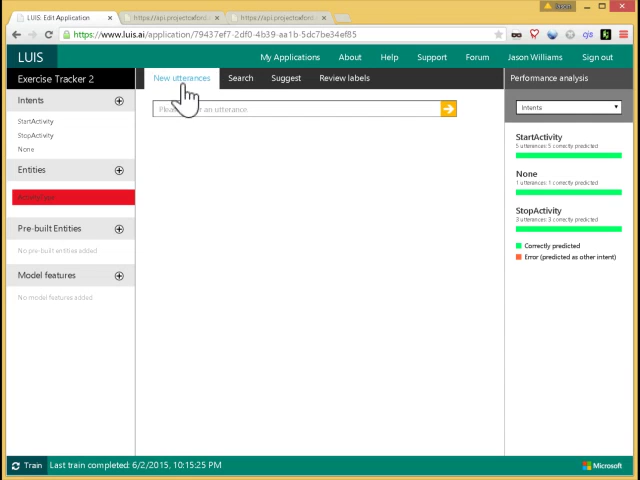 LUIS: Edit Application
https://api.projectoxford.
https://api.projectoxford.
https://www.luis.ai/application/79437ef7-2df0-4b39-aa1b-5dc7be34ef85
LUIS
My Applications
About
Help
Support
Forum
Jason Williams
Sign out
Exercise Tracker 2
New utterances
Search
Suggest
Review labels
Performance analysis
Intents
StartActivity
StopActivity
None
Entities
ActivityType
Pre-built Entities
No pre-built entities added
Model features
No model features added
an utterance.
Intents
StartActivity
5 utterances: 5 correctly predicted
None
1 utterances: 1 correctly predicted
StopActivity
3 utterances: 3 correctly predicted
Correctly predicted
Error (predicted as other intent)
Train
Last train completed: 6/2/2015, 10:15:25 PM
Microsoft